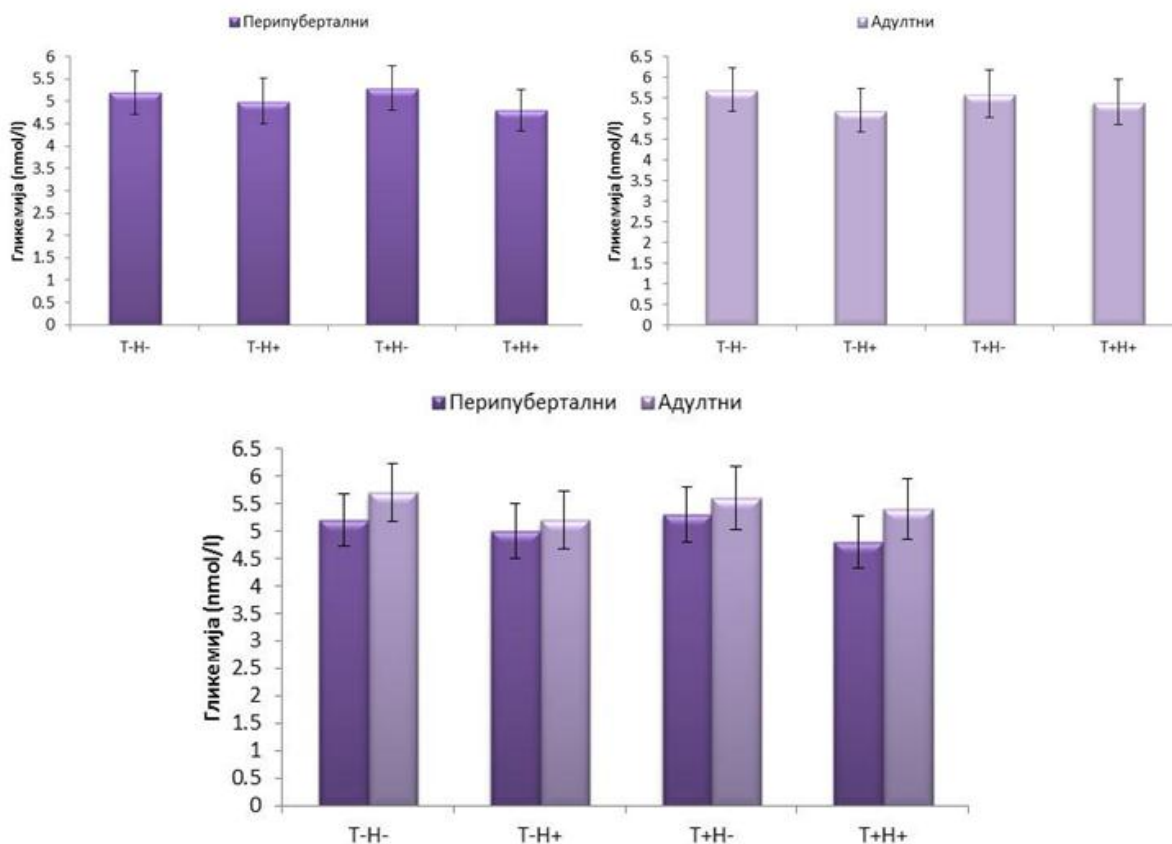 Перипубертални
Гликемија (nmol/l)
6
5.5
5
4.5
4
3.5
3
2.5
2
1.5
1
0.5
0
Т-Н-
Т-Н+
Т+Н-
Т+Н+
Адултни
Гликемија (nmol/l)
6.5
6
5.5
5
4.5
4
3.5
3
2.5
2
1.5
1
0.5
0
Т-Н-
Т-Н+
Т+Н-
Т+Н+
Перипубертални Адултни
Гликемија (nmol/l)
6.5
6
5.5
5
4.5
4
3.5
3
2.5
2
1.5
1
0.5
0
Т-Н-
Т-Н+
Т+Н-
Т+Н+